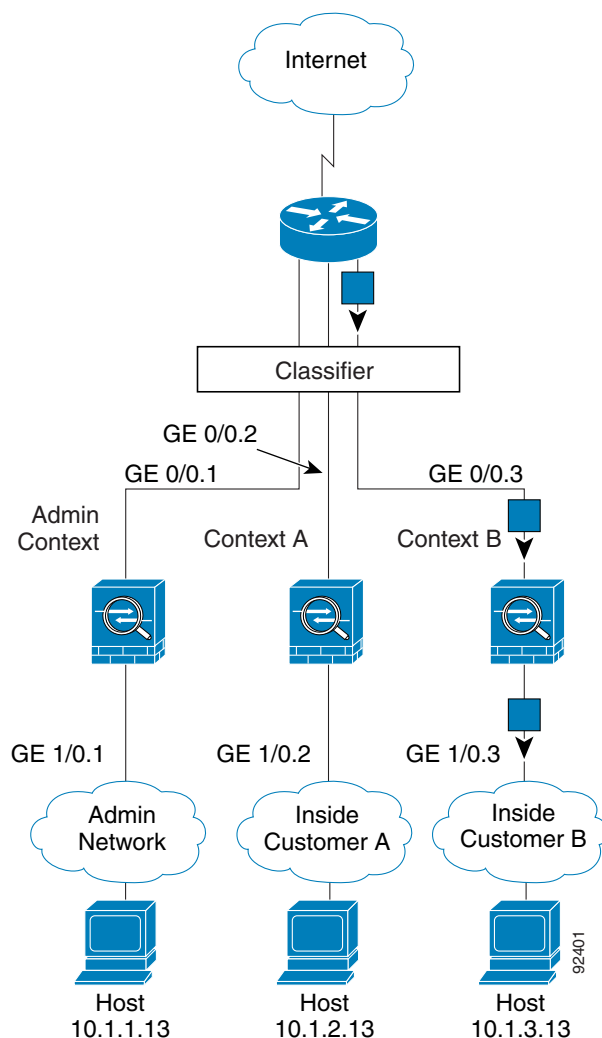 Internet
Classifier
GE 0/0.2
GE 0/0.1
GE 0/0.3
Admin
Context
Context A
Context B
GE 1/0.1
GE 1/0.2
GE 1/0.3
Admin
Network
Inside
Customer A
Inside
Customer B
92401
Host
10.1.1.13
Host
10.1.2.13
Host
10.1.3.13